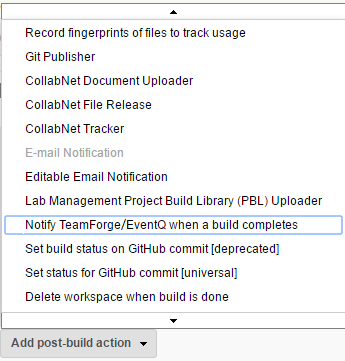 Record fingerprints of files to track usage
Git Publisher
CollabNet Document Uploader
CollabNet File Release
CollabNet Tracker
E-mail Notification
Editable Email Notification
Lab Management Project Build Library (PBL) Uploader
Notify TeamForge/EventQ when a build completes
Set build status on GitHub commit [deprecated]
Set status for GitHub commit [universal]
Delete workspace when build is done
Add post-build action